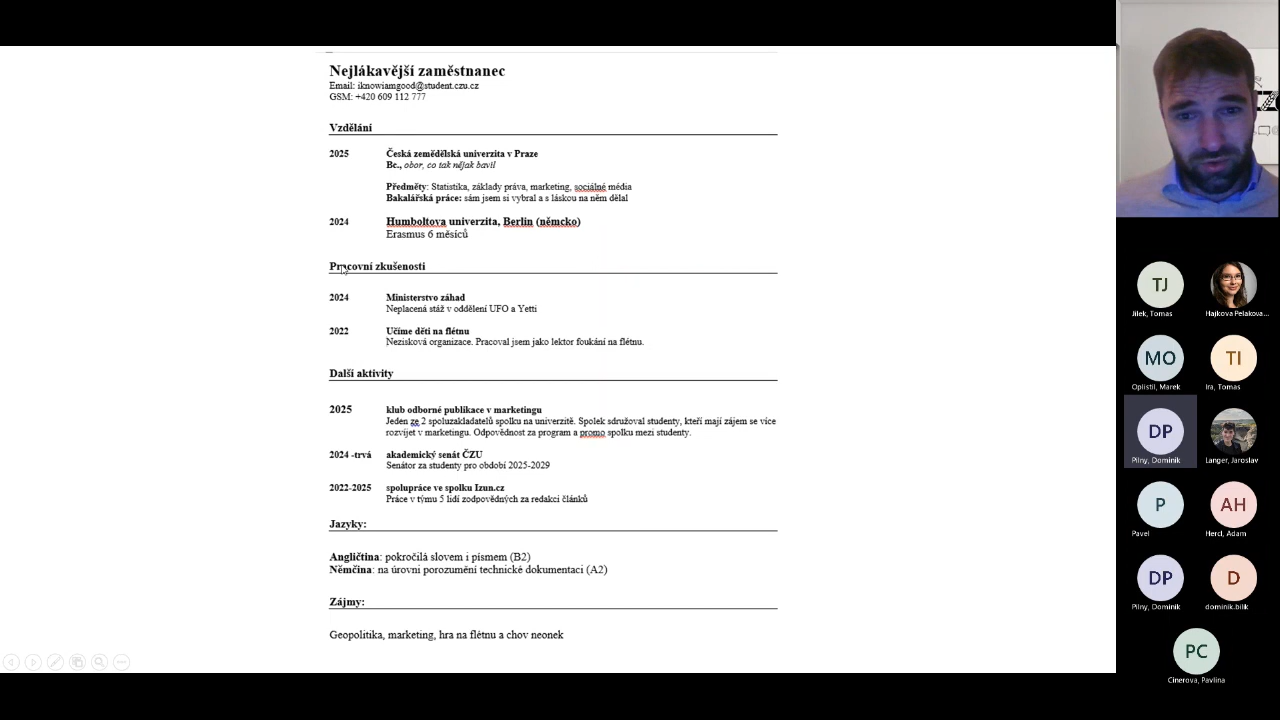 Nejlákavější zaměstnanec
Email: iknowiamgood@student.czu.cz
GSM: +420 609 112 777
Vzdělání
2025 Česká zemědělská univerzita v Praze
Bc., obor, co tak nějak bavil
Předměty: Statistika, základy práva, marketing, sociálné média
Bakalářská práce: sám jsem si vybral a s láskou na něm dělal
2024 Humboltova univerzita, Berlin (němcko)
Erasmus 6 měsíců
Pracovní zkušenosti
2024 Ministerstvo záhad
Neplacená stáž v oddělení UFO a Yetti
2022 Učíme děti na flétnu
Nezisková organizace. Pracoval jsem jako lektor foukání na flétnu.
Další aktivity
2025 klub odborné publikace v marketingu
Jeden ze 2 spoluzakladatelů spolku na univerzitě. Spolek sdružoval studenty, kteří mají zájem se více
rozvíjet v marketingu. Odpovědnost za program a promo spolku mezi studenty.
2024 -trvá akademický senát ČZU
Senátor za studenty pro období 2025-2029
2022-2025 spolupráce ve spolku Izun.cz
Práce v týmu 5 lidí zodpovědných za redakci článků
Jazyky:
Angličtina: pokročilá slovem i písmem (B2)
Němčina: na úrovni porozumění technické dokumentaci (A2)
Zájmy:
Geopolitika, marketing, hra na flétnu a chov neonek
TJ
Jílek, Tomas
Hajkova Pelakova...
MO
Oplistil, Marek
TI
Ira, Tomas
DP
Pilny, Dominik
Langer, Jaroslav
P
Pavel
AH
Hercl, Adam
DP
Pilny, Dominik
D
dominik.bilik
PC
Cinerova, Pavlina